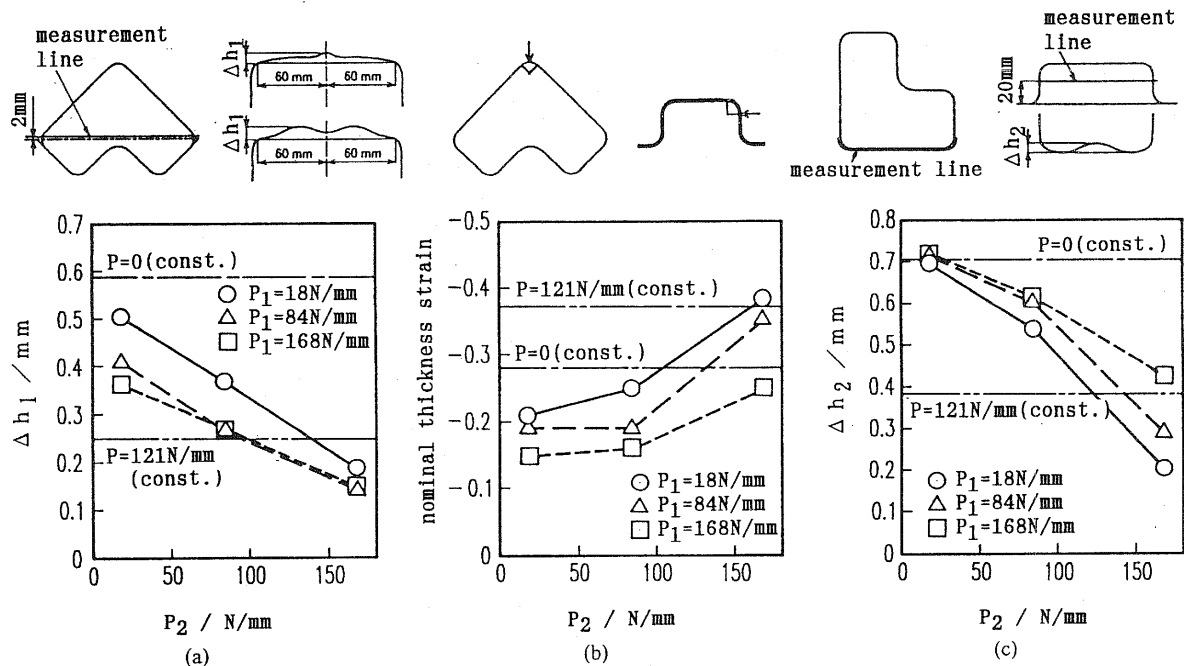 measurement
line
2mm
Δh₁
60 mm
60 mm
Δh₁
60 mm
60 mm
measurement line
measurement
line
20mm
Δh₂
0.7
0.6
0.5
0.4
0.3
0.2
0.1
0
Δh₁ / mm
P=0(const.)
P₁=18N/mm
P₁=84N/mm
P₁=168N/mm
P=121N/mm
(const.)
0
50
100
150
P₂ / N/mm
(a)
-0.5
-0.4
-0.3
-0.2
-0.1
0
nominal thickness strain
P=121N/mm(const.)
P=0(const.)
P₁=18N/mm
P₁=84N/mm
P₁=168N/mm
0
50
100
150
P₂ / N/mm
(b)
0.8
0.7
0.6
0.5
0.4
0.3
0.2
0.1
0
Δh₂ / mm
P=0(const.)
P=121N/mm(const.)
P₁=18N/mm
P₁=84N/mm
P₁=168N/mm
0
50
100
150
P₂ / N/mm
(c)